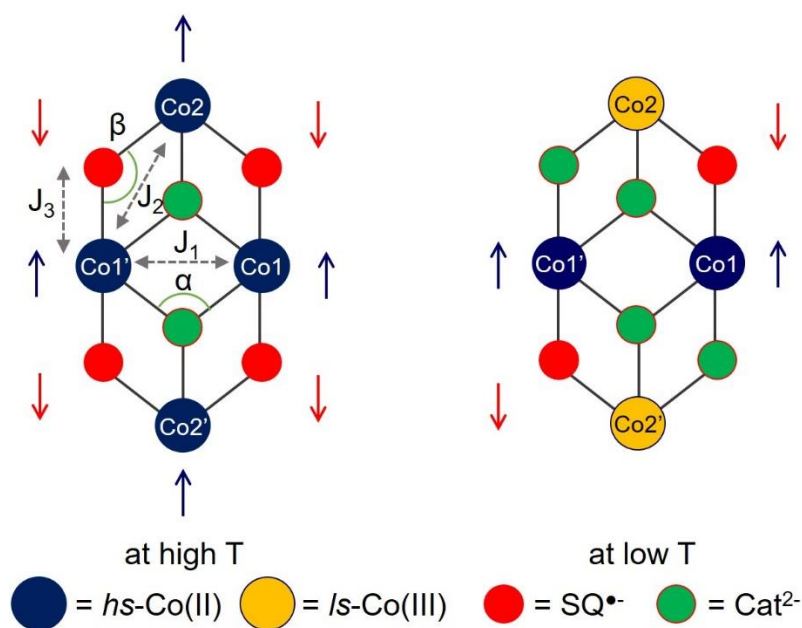 Co2
Co2
β
J₃
J₂
J₁
Co1’
Co1
Co1’
Co1
α
Co2’
Co2’
at high T
at low T
= hs-Co(II)
= ls-Co(III)
= SQ•-
= Cat²⁻